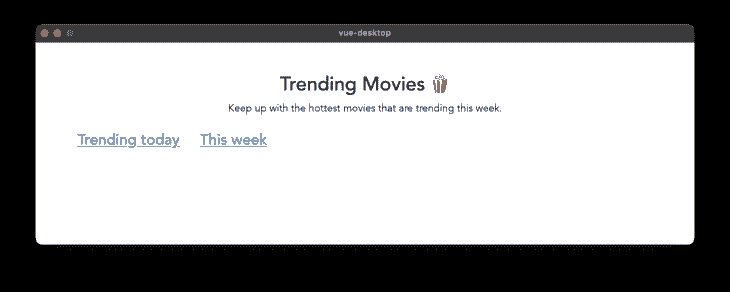 vue-desktop
Trending Movies 🍿
Keep up with the hottest movies that are trending this week.
Trending today This week